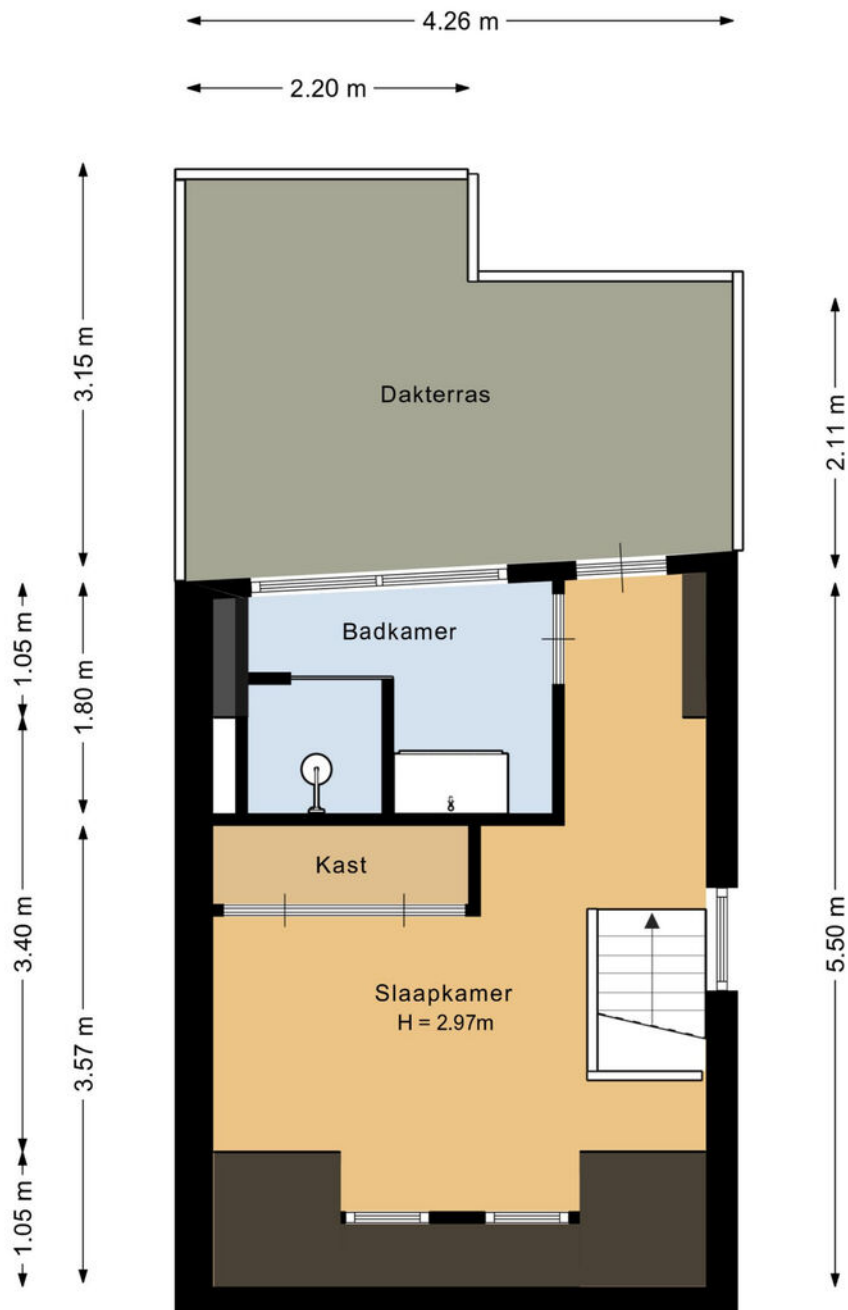 4.26 m
2.20 m
3.15 m
2.11 m
Dakterras
1.05 m
1.80 m
Badkamer
Kast
3.40 m
5.50 m
Slaapkamer
H = 2.97m
3.57 m
1.05 m